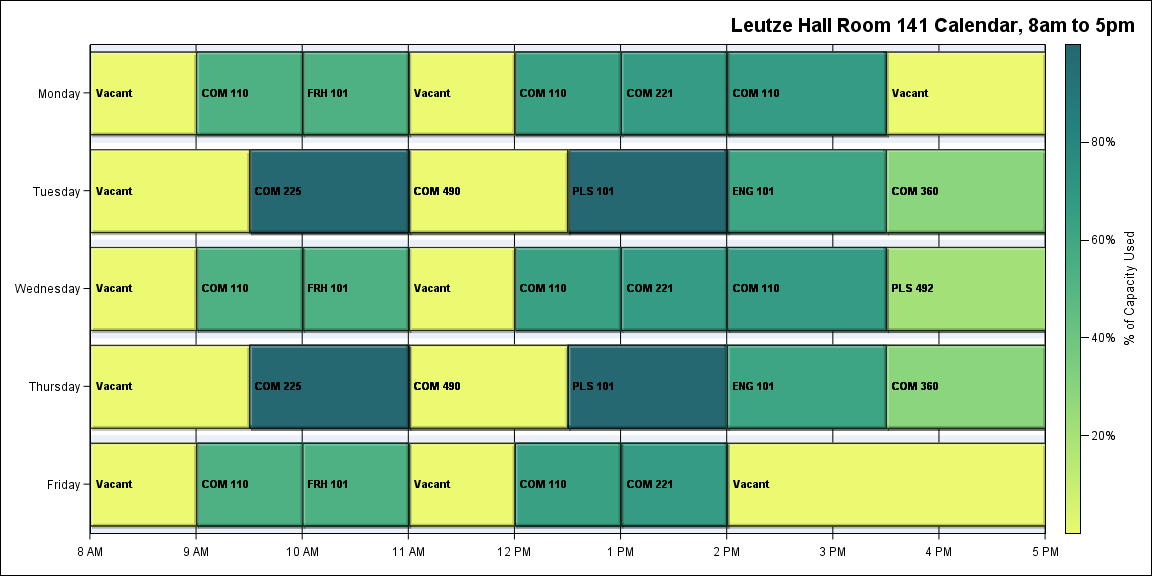 Leutze Hall Room 141 Calendar, 8am to 5pm
Monday
Vacant
COM 110
FRH 101
Vacant
COM 110
COM 221
COM 110
Vacant
Tuesday
Vacant
COM 225
COM 490
PLS 101
ENG 101
COM 360
Wednesday
Vacant
COM 110
FRH 101
Vacant
COM 110
COM 221
COM 110
PLS 492
Thursday
Vacant
COM 225
COM 490
PLS 101
ENG 101
COM 360
Friday
Vacant
COM 110
FRH 101
Vacant
COM 110
COM 221
Vacant
8 AM
9 AM
10 AM
11 AM
12 PM
1 PM
2 PM
3 PM
4 PM
5 PM
80%
60%
40%
20%
% of Capacity Used